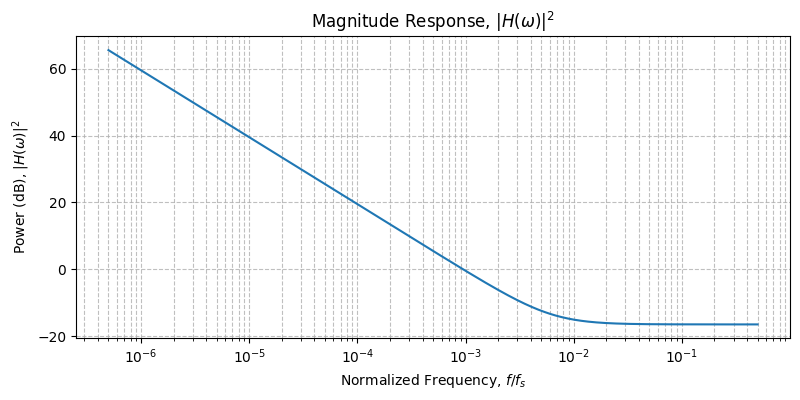 Magnitude Response, |H(ω)|²
Power (dB), |H(ω)|²
60
40
20
0
−20
10⁻⁶ 10⁻⁵ 10⁻⁴ 10⁻³ 10⁻² 10⁻¹
Normalized Frequency, f/fₛ